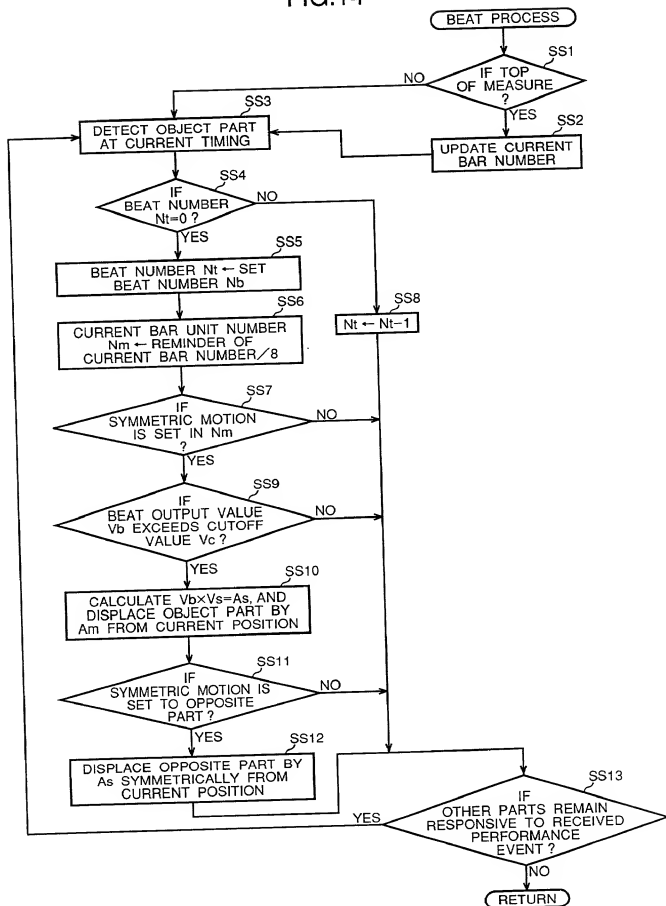 FIG.14
BEAT PROCESS
SS1
IF TOP
OF MEASURE
?
NO
YES
SS2
UPDATE CURRENT
BAR NUMBER
SS3
DETECT OBJECT PART
AT CURRENT TIMING
SS4
IF
BEAT NUMBER
Nt=0 ?
NO
YES
SS5
BEAT NUMBER Nt ← SET
BEAT NUMBER Nb
SS6
CURRENT BAR UNIT NUMBER
Nm ← REMINDER OF
CURRENT BAR NUMBER/8
SS8
Nt ← Nt-1
SS7
IF
SYMMETRIC MOTION
IS SET IN Nm
?
NO
YES
SS9
IF
BEAT OUTPUT VALUE
Vb EXCEEDS CUTOFF
VALUE Vc ?
NO
YES
SS10
CALCULATE Vb×Vs=As, AND
DISPLACE OBJECT PART BY
Am FROM CURRENT POSITION
SS11
IF
SYMMETRIC MOTION IS
SET TO OPPOSITE
PART ?
NO
YES
SS12
DISPLACE OPPOSITE PART BY
As SYMMETRICALLY FROM
CURRENT POSITION
SS13
IF
OTHER PARTS REMAIN
RESPONSIVE TO RECEIVED
PERFORMANCE
EVENT ?
YES
NO
RETURN